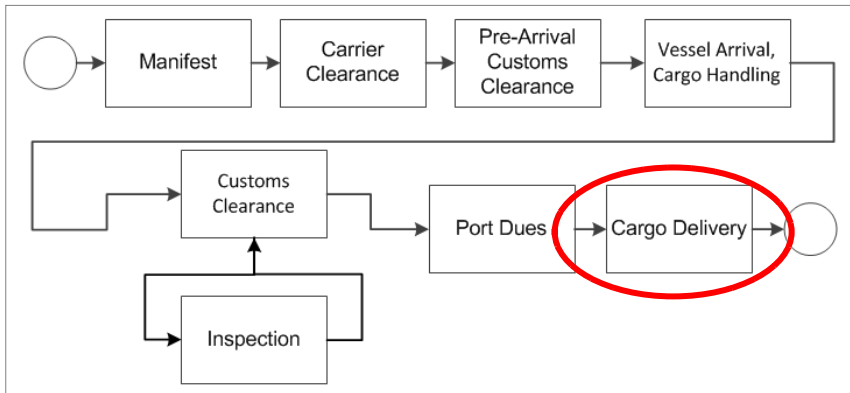 Manifest
Carrier
Clearance
Pre-Arrival
Customs
Clearance
Vessel Arrival,
Cargo Handling
Customs
Clearance
Port Dues
Cargo Delivery
Inspection